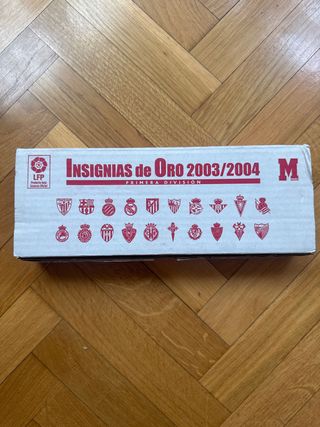 LFP
INSIGNIAS de ORO 2003/2004
PRIMERA DIVISIÓN
M